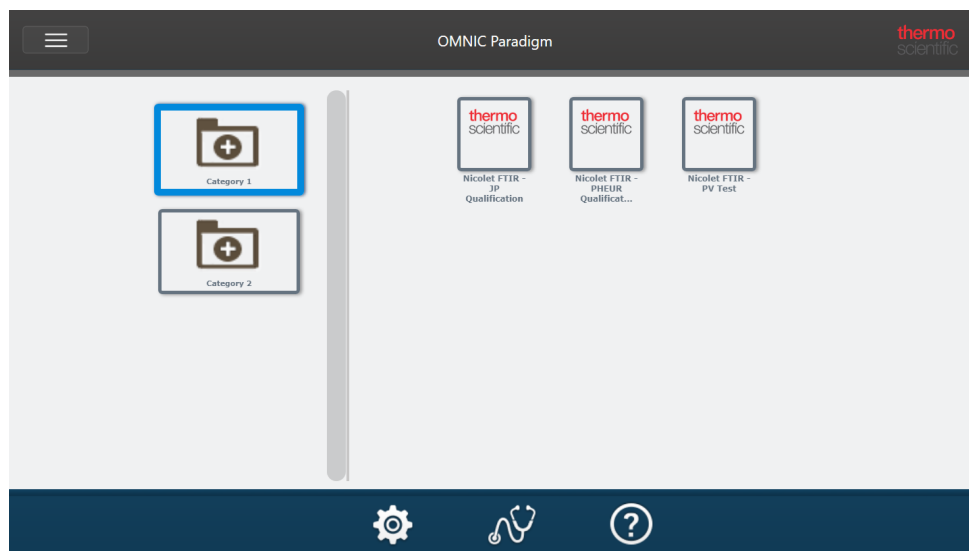 OMNIC Paradigm
thermo
scientific
Category 1
Category 2
thermo
scientific
Nicolet FTIR -
JP
Qualification
thermo
scientific
Nicolet FTIR -
PHEUR
Qualificat...
thermo
scientific
Nicolet FTIR -
PV Test
?